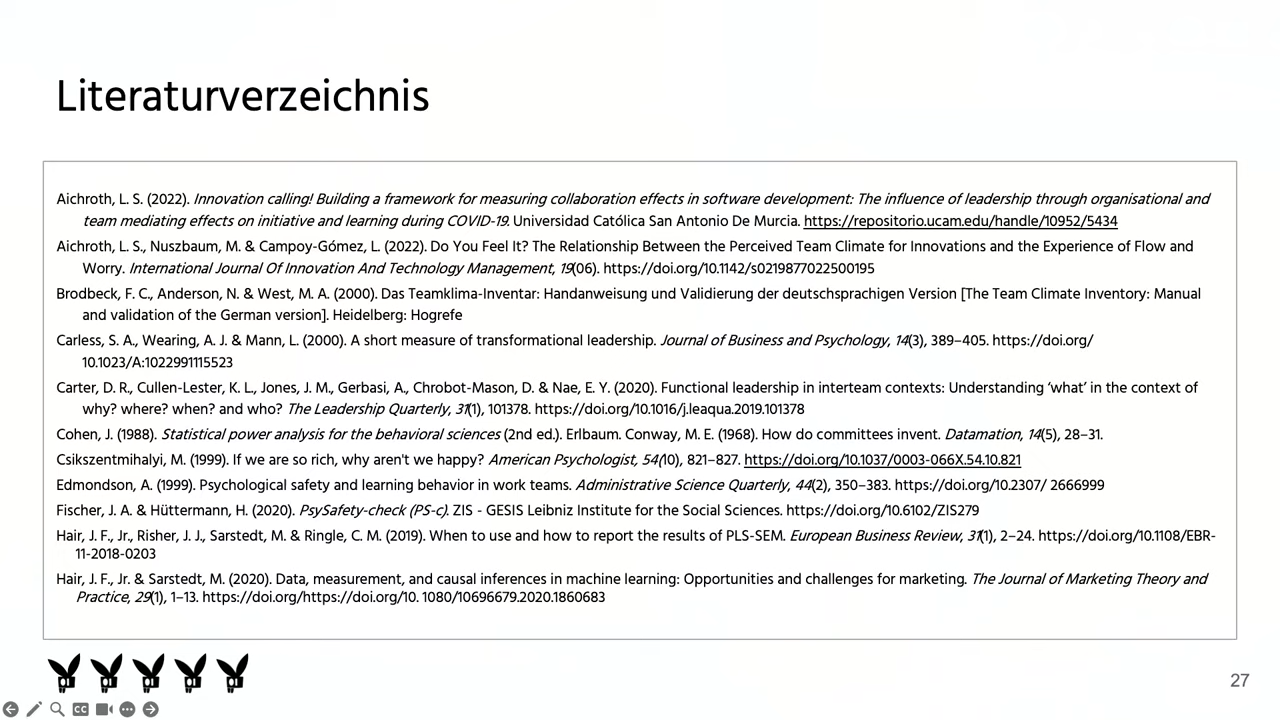 Literaturverzeichnis
Aichroth, L. S. (2022). Innovation calling! Building a framework for measuring collaboration effects in software development: The influence of leadership through organisational and
team mediating effects on initiative and learning during COVID-19. Universidad Católica San Antonio De Murcia. https://repositorio.ucam.edu/handle/10952/5434
Aichroth, L. S., Nuszbaum, M. & Campoy-Gómez, L. (2022). Do You Feel It? The Relationship Between the Perceived Team Climate for Innovations and the Experience of Flow and
Worry. International Journal Of Innovation And Technology Management, 19(06). https://doi.org/10.1142/s0219877022500195
Brodbeck, F. C., Anderson, N. & West, M. A. (2000). Das Teamklima-Inventar: Handanweisung und Validierung der deutschsprachigen Version [The Team Climate Inventory: Manual
and validation of the German version]. Heidelberg: Hogrefe
Carless, S. A., Wearing, A. J. & Mann, L. (2000). A short measure of transformational leadership. Journal of Business and Psychology, 14(3), 389–405. https://doi.org/
10.1023/A:1022991115523
Carter, D. R., Cullen-Lester, K. L., Jones, J. M., Gerbasi, A., Chrobot-Mason, D. & Nae, E. Y. (2020). Functional leadership in interteam contexts: Understanding ‘what’ in the context of
why? where? when? and who? The Leadership Quarterly, 31(1), 101378. https://doi.org/10.1016/j.leaqua.2019.101378
Cohen, J. (1988). Statistical power analysis for the behavioral sciences (2nd ed.). Erlbaum. Conway, M. E. (1968). How do committees invent. Datamation, 14(5), 28–31.
Csikszentmihalyi, M. (1999). If we are so rich, why aren't we happy? American Psychologist, 54(10), 821–827. https://doi.org/10.1037/0003-066X.54.10.821
Edmondson, A. (1999). Psychological safety and learning behavior in work teams. Administrative Science Quarterly, 44(2), 350–383. https://doi.org/10.2307/ 2666999
Fischer, J. A. & Hüttermann, H. (2020). PsySafety-check (PS-c). ZIS - GESIS Leibniz Institute for the Social Sciences. https://doi.org/10.6102/ZIS279
Hair, J. F., Jr., Risher, J. J., Sarstedt, M. & Ringle, C. M. (2019). When to use and how to report the results of PLS-SEM. European Business Review, 31(1), 2–24. https://doi.org/10.1108/EBR-
11-2018-0203
Hair, J. F., Jr. & Sarstedt, M. (2020). Data, measurement, and causal inferences in machine learning: Opportunities and challenges for marketing. The Journal of Marketing Theory and
Practice, 29(1), 1–13. https://doi.org/https://doi.org/10. 1080/10696679.2020.1860683
27
CC